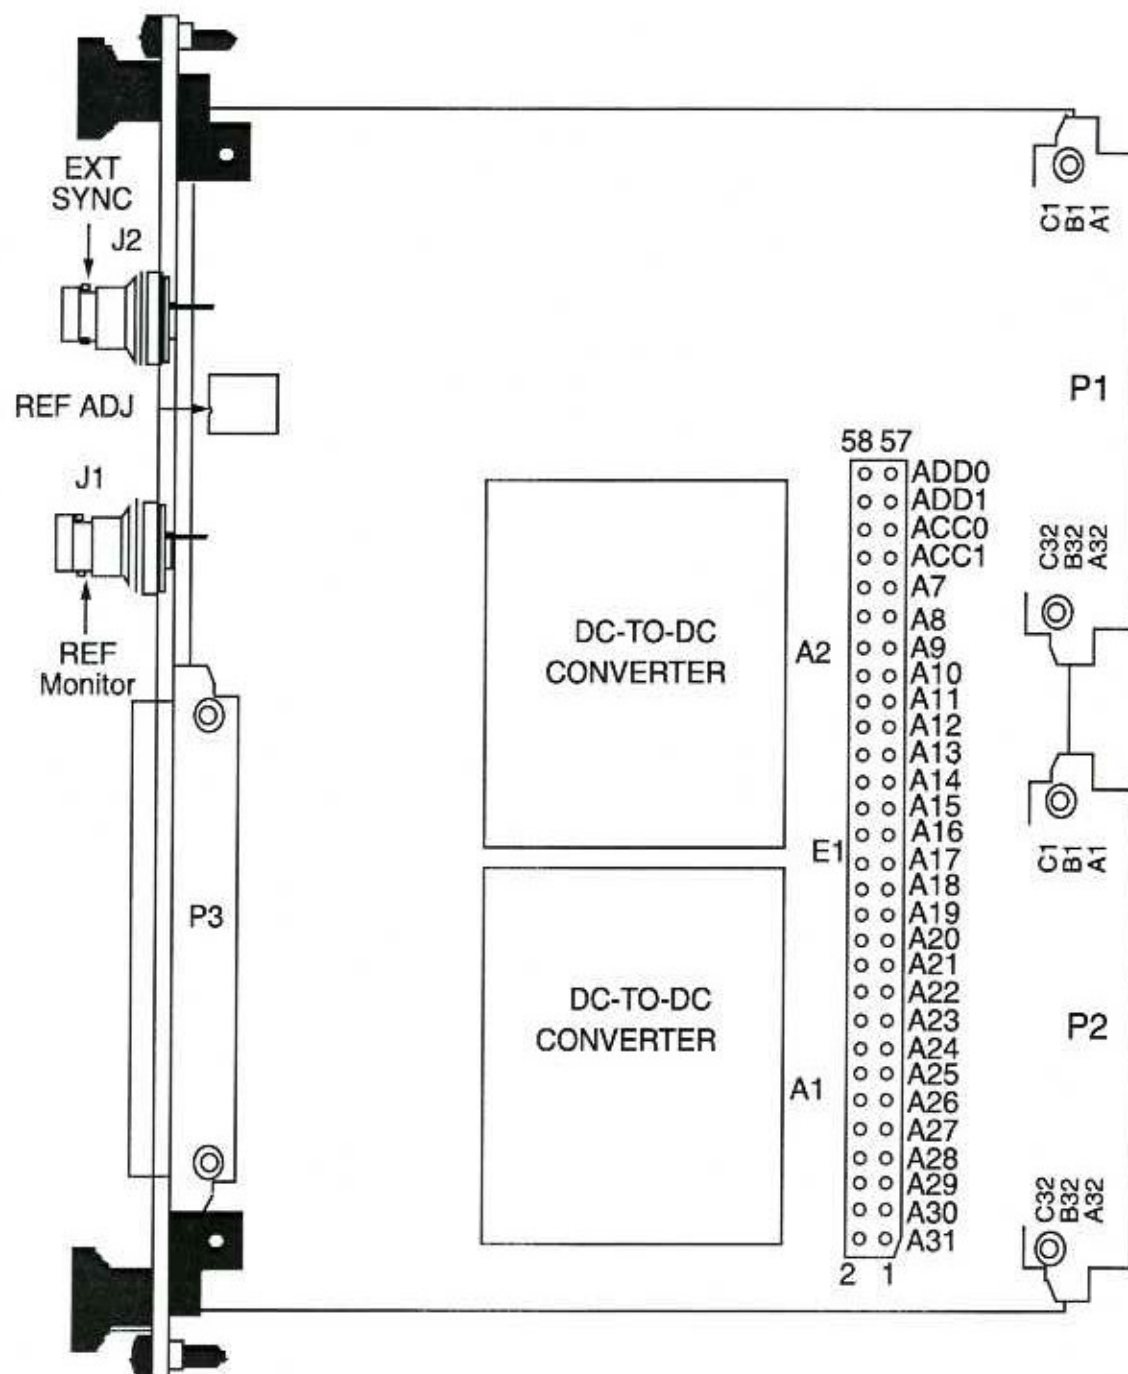 EXT
SYNC
J2
REF ADJ
J1
REF
Monitor
P3
DC-TO-DC
CONVERTER
A2
DC-TO-DC
CONVERTER
A1
E1
58 57
ADD0
ADD1
ACC0
ACC1
A7
A8
A9
A10
A11
A12
A13
A14
A15
A16
A17
A18
A19
A20
A21
A22
A23
A24
A25
A26
A27
A28
A29
A30
A31
2 1
C1
B1
A1
P1
C32
B32
A32
C1
B1
A1
P2
C32
B32
A32